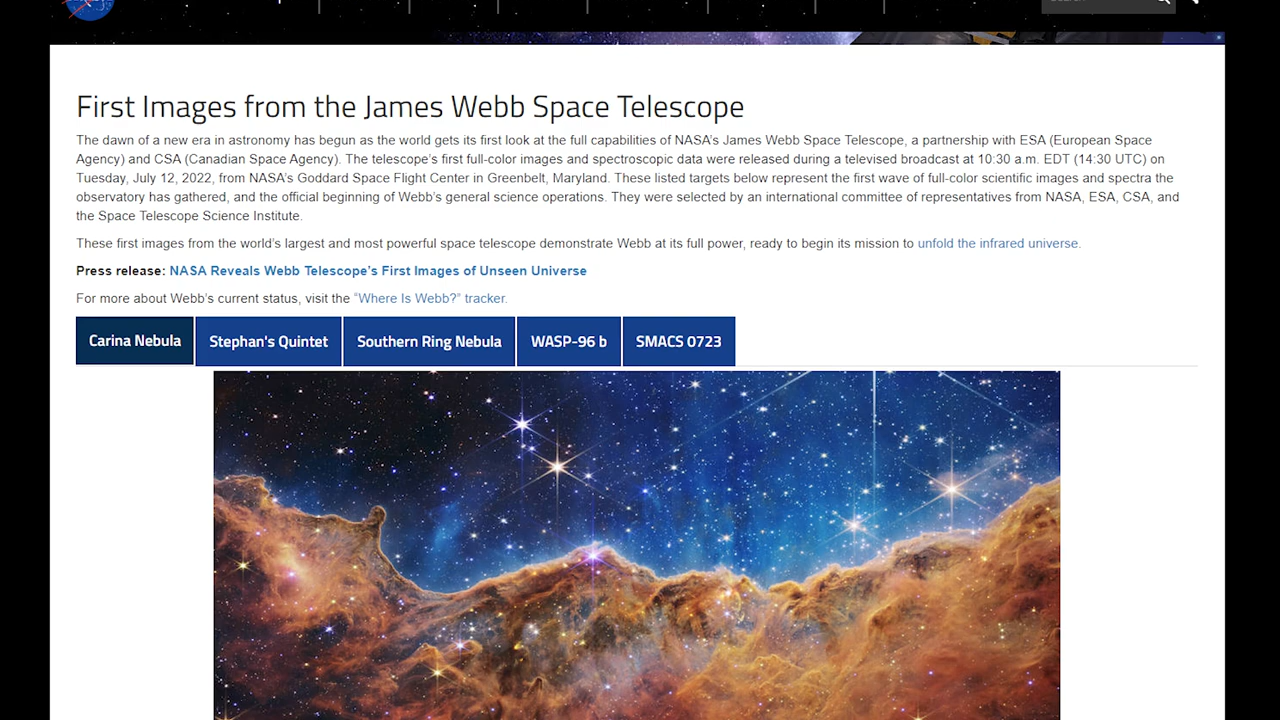 First Images from the James Webb Space Telescope
The dawn of a new era in astronomy has begun as the world gets its first look at the full capabilities of NASA's James Webb Space Telescope, a partnership with ESA (European Space
Agency) and CSA (Canadian Space Agency). The telescope's first full-color images and spectroscopic data were released during a televised broadcast at 10:30 a.m. EDT (14:30 UTC) on
Tuesday, July 12, 2022, from NASA's Goddard Space Flight Center in Greenbelt, Maryland. These listed targets below represent the first wave of full-color scientific images and spectra the
observatory has gathered, and the official beginning of Webb's general science operations. They were selected by an international committee of representatives from NASA, ESA, CSA, and
the Space Telescope Science Institute.
These first images from the world's largest and most powerful space telescope demonstrate Webb at its full power, ready to begin its mission to unfold the infrared universe.
Press release: NASA Reveals Webb Telescope's First Images of Unseen Universe
For more about Webb's current status, visit the “Where Is Webb?” tracker.
Carina Nebula Stephan's Quintet Southern Ring Nebula WASP-96 b SMACS 0723